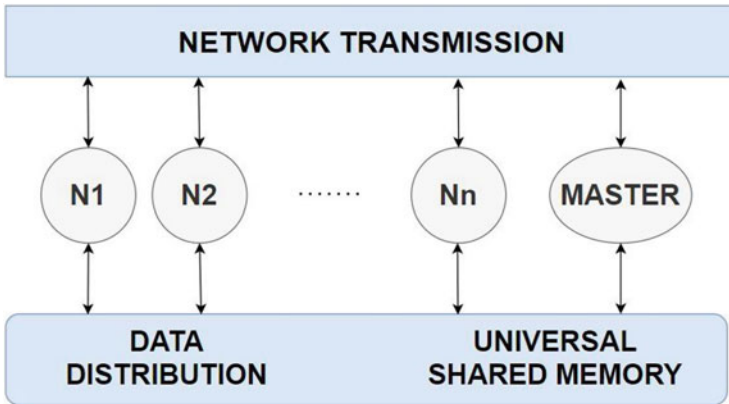 NETWORK TRANSMISSION
N1 N2 ....... Nn MASTER
DATA DISTRIBUTION
UNIVERSAL SHARED MEMORY